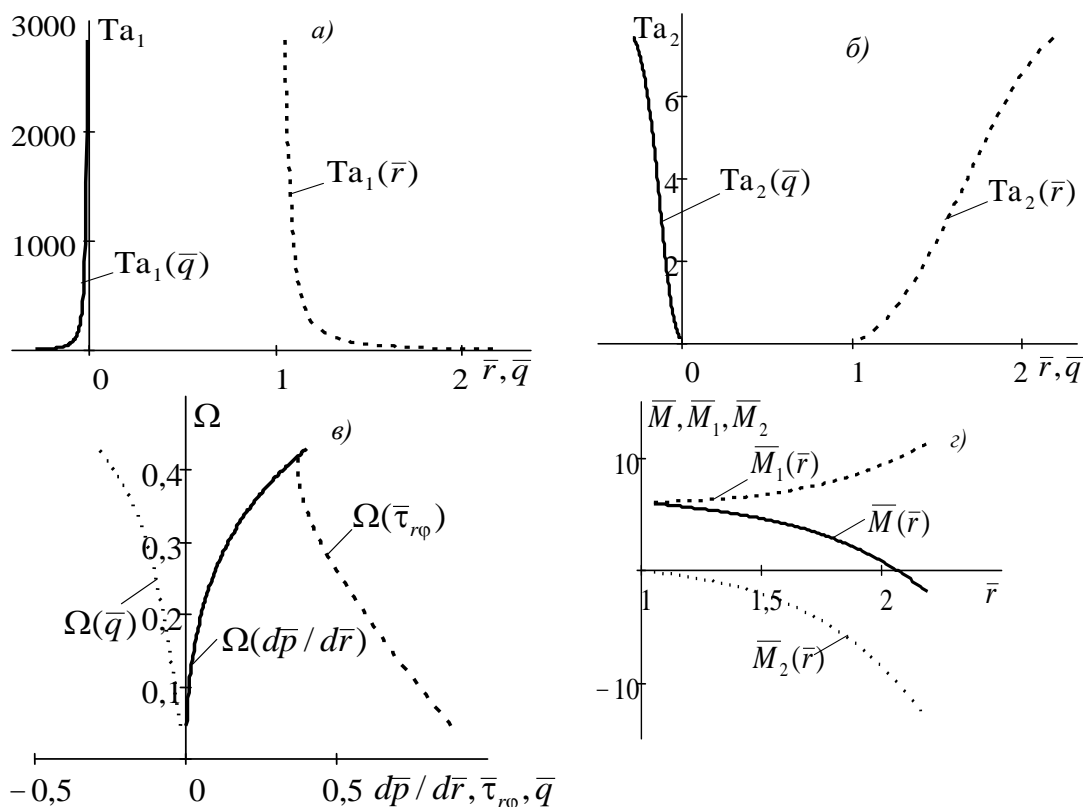 3000 Ta₁ а)
2000
1000
Ta₁(r̅)
Ta₁(q̅)
0 1 2 r̅, q̅
Ta₂ б)
6
4
2
Ta₂(q̅)
Ta₂(r̅)
0 1 2 r̅, q̅
Ω в)
0,4
0,3
0,2
0,1
Ω(τ̅rφ)
Ω(q̅)
Ω(dp̅ / dr̅)
−0,5 0 0,5 dp̅ / dr̅, τ̅rφ, q̅
M̅, M̅₁, M̅₂ г)
10
M̅₁(r̅)
M̅(r̅)
1 1,5 2 r̅
M̅₂(r̅)
−10